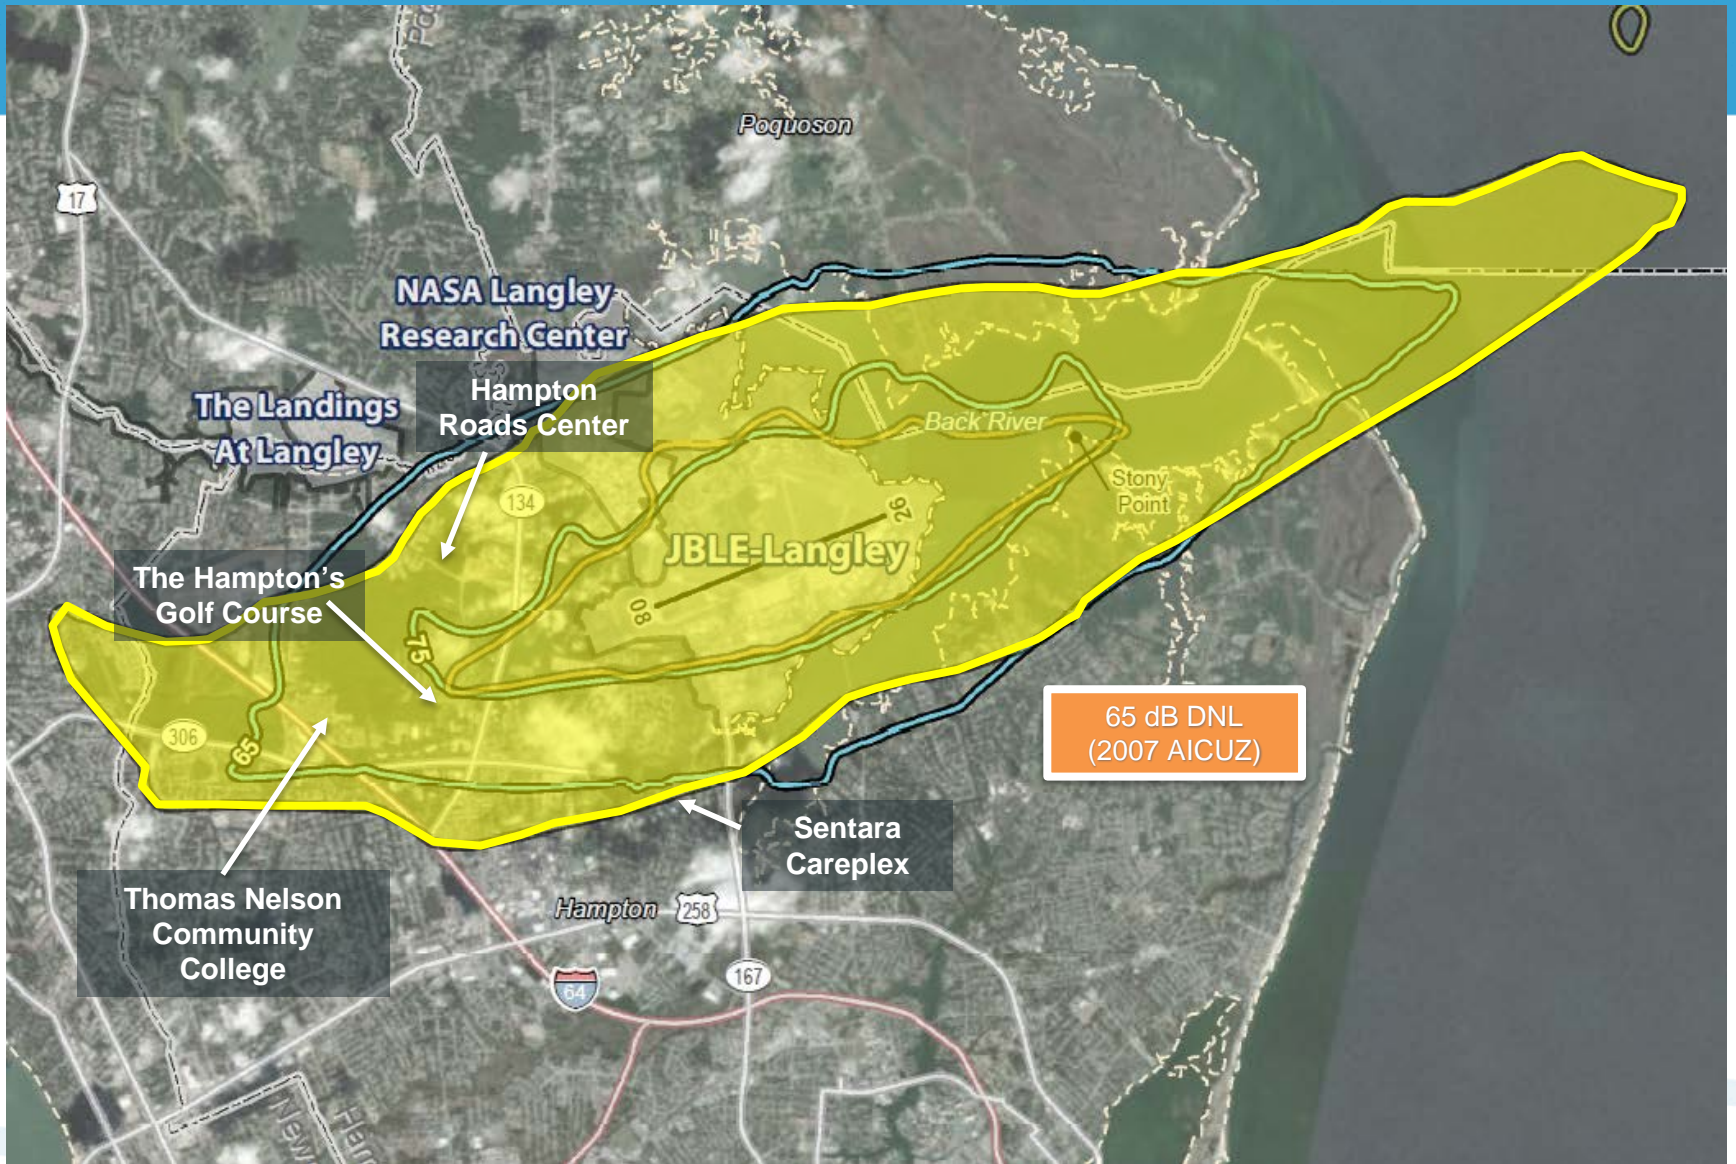 Poquoson
17
NASA Langley
Research Center
Hampton
Roads Center
The Landings
At Langley
Back River
134
Stony
Point
26
JBLE-Langley
08
The Hampton's
Golf Course
75
65
306
65 dB DNL
(2007 AICUZ)
Sentara
Careplex
Thomas Nelson
Community
College
Hampton
258
167
64